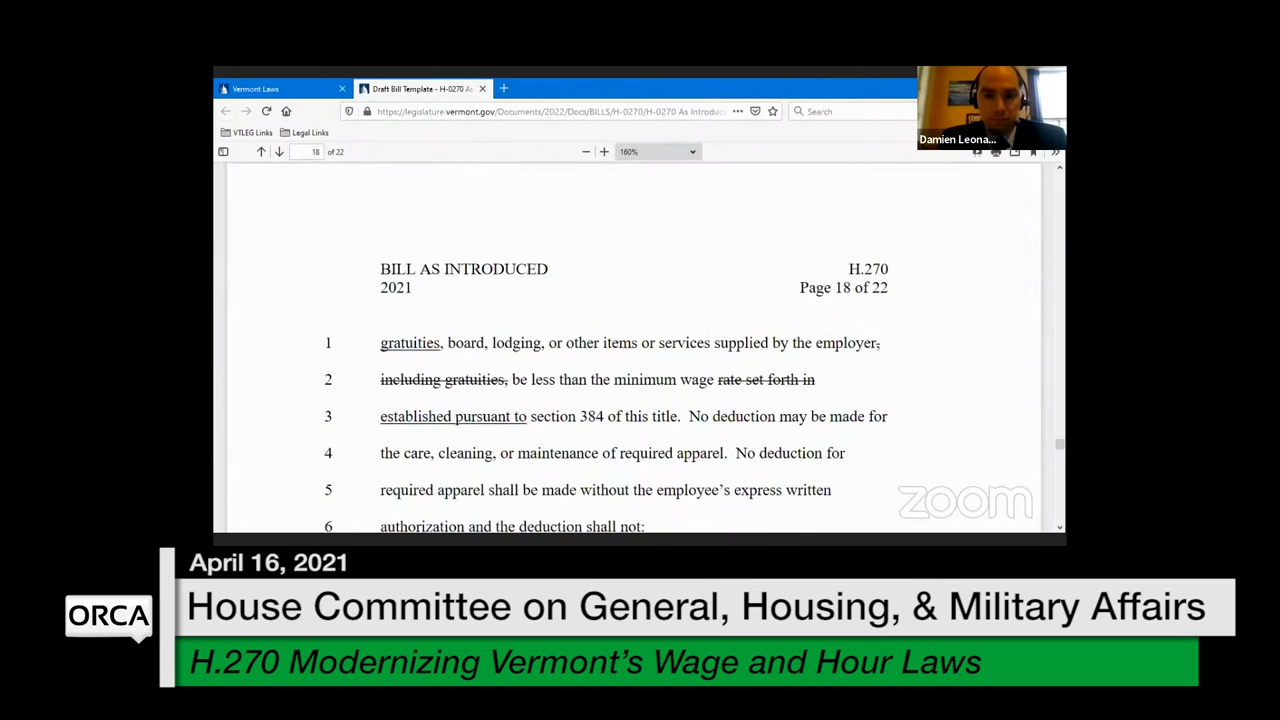 Vermont Laws
Draft Bill Template - H-0270 As
https://legislature.vermont.gov/Documents/2022/Docs/BILLS/H-0270/H-0270 As Introduc
Search
VTLEG Links
Legal Links
18 of 22
160%
Damien Leona...
BILL AS INTRODUCED H.270
2021 Page 18 of 22
1 gratuities, board, lodging, or other items or services supplied by the employer,
2 including gratuities, be less than the minimum wage rate set forth in
3 established pursuant to section 384 of this title. No deduction may be made for
4 the care, cleaning, or maintenance of required apparel. No deduction for
5 required apparel shall be made without the employee's express written
6 authorization and the deduction shall not:
zoom
April 16, 2021
ORCA
House Committee on General, Housing, & Military Affairs
H.270 Modernizing Vermont's Wage and Hour Laws